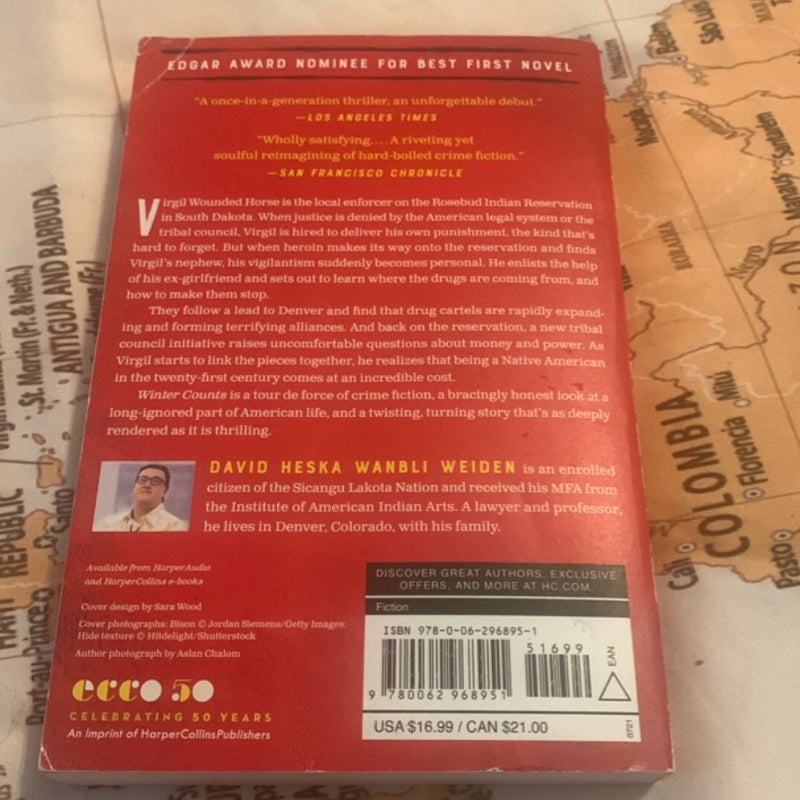 EDGAR AWARD NOMINEE FOR BEST FIRST NOVEL
"A once-in-a-generation thriller, an unforgettable debut."
—LOS ANGELES TIMES
"Wholly satisfying.... A riveting yet
soulful reimagining of hard-boiled crime fiction."
—SAN FRANCISCO CHRONICLE
Virgil Wounded Horse is the local enforcer on the Rosebud Indian Reservation
in South Dakota. When justice is denied by the American legal system or the
tribal council, Virgil is hired to deliver his own punishment, the kind that's
hard to forget. But when heroin makes its way onto the reservation and finds
Virgil's nephew, his vigilantism suddenly becomes personal. He enlists the help
of his ex-girlfriend and sets out to learn where the drugs are coming from, and
how to make them stop.
They follow a lead to Denver and find that drug cartels are rapidly expand-
ing and forming terrifying alliances. And back on the reservation, a new tribal
council initiative raises uncomfortable questions about money and power. As
Virgil starts to link the pieces together, he realizes that being a Native American
in the twenty-first century comes at an incredible cost.
Winter Counts is a tour de force of crime fiction, a bracingly honest look at a
long-ignored part of American life, and a twisting, turning story that's as deeply
rendered as it is thrilling.
DAVID HESKA WANBLI WEIDEN is an enrolled
citizen of the Sicangu Lakota Nation and received his MFA from
the Institute of American Indian Arts. A lawyer and professor,
he lives in Denver, Colorado, with his family.
Available from HarperAudio
and HarperCollins e-books
Cover design by Sara Wood
Cover photographs: Bison © Jordan Siemens/Getty Images;
Hide texture © Hitdelight/Shutterstock
Author photograph by Aslan Chalom
ecco 50
CELEBRATING 50 YEARS
An Imprint of HarperCollinsPublishers
DISCOVER GREAT AUTHORS, EXCLUSIVE
OFFERS, AND MORE AT HC.COM.
Fiction
ISBN 978-0-06-296895-1
51699
EAN
9 780062 968951
USA $16.99 / CAN $21.00
0721
ANTIGUA AND BARBUDA
St. Martin (Fr. & Neth.)
REPUBLIC
Port-au-Prince
COLOMBIA
Florencia
Mitú
Cali
Pasto
Negro
Manaus
Santarém
Belém
São Luís